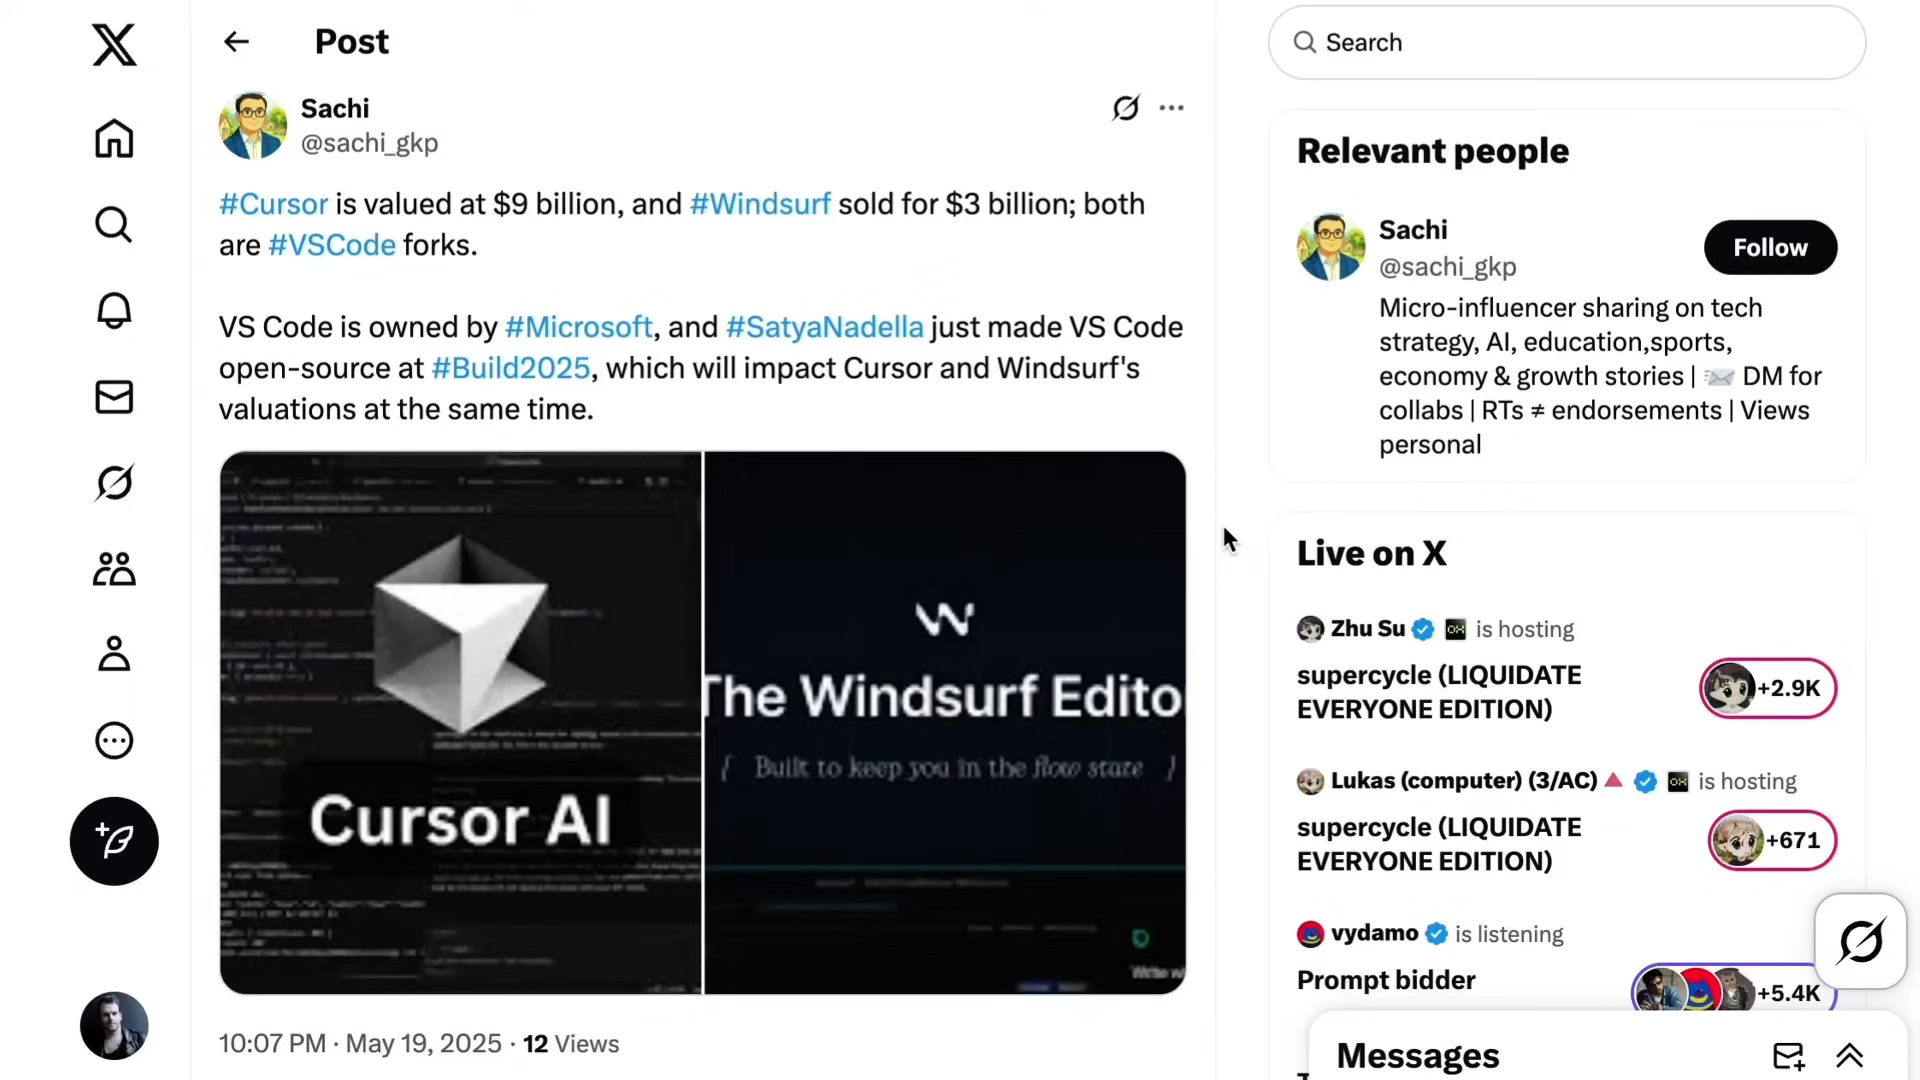 Post
Search
Sachi
@sachi_gkp
#Cursor is valued at $9 billion, and #Windsurf sold for $3 billion; both
are #VSCode forks.
VS Code is owned by #Microsoft, and #SatyaNadella just made VS Code
open-source at #Build2025, which will impact Cursor and Windsurf's
valuations at the same time.
Cursor AI
The Windsurf Edito
{ Built to keep you in the flow state }
10:07 PM · May 19, 2025 · 12 Views
Relevant people
Sachi
@sachi_gkp
Follow
Micro-influencer sharing on tech
strategy, AI, education,sports,
economy & growth stories | 📨 DM for
collabs | RTs ≠ endorsements | Views
personal
Live on X
Zhu Su is hosting
supercycle (LIQUIDATE
EVERYONE EDITION)
+2.9K
Lukas (computer) (3/AC) 🔺 is hosting
supercycle (LIQUIDATE
EVERYONE EDITION)
+671
vydamo is listening
Prompt bidder
+5.4K
Messages